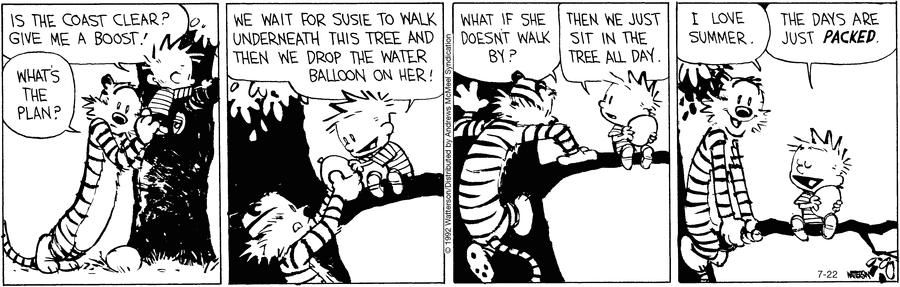 IS THE COAST CLEAR?
GIVE ME A BOOST!
WHAT'S
THE
PLAN?
WE WAIT FOR SUSIE TO WALK
UNDERNEATH THIS TREE AND
THEN WE DROP THE WATER
BALLOON ON HER!
© 1992 Watterson/Distributed by Andrews McMeel Syndication
WHAT IF SHE
DOESN'T WALK
BY?
THEN WE JUST
SIT IN THE
TREE ALL DAY.
I LOVE
SUMMER.
THE DAYS ARE
JUST PACKED.
7-22
WATTERSON